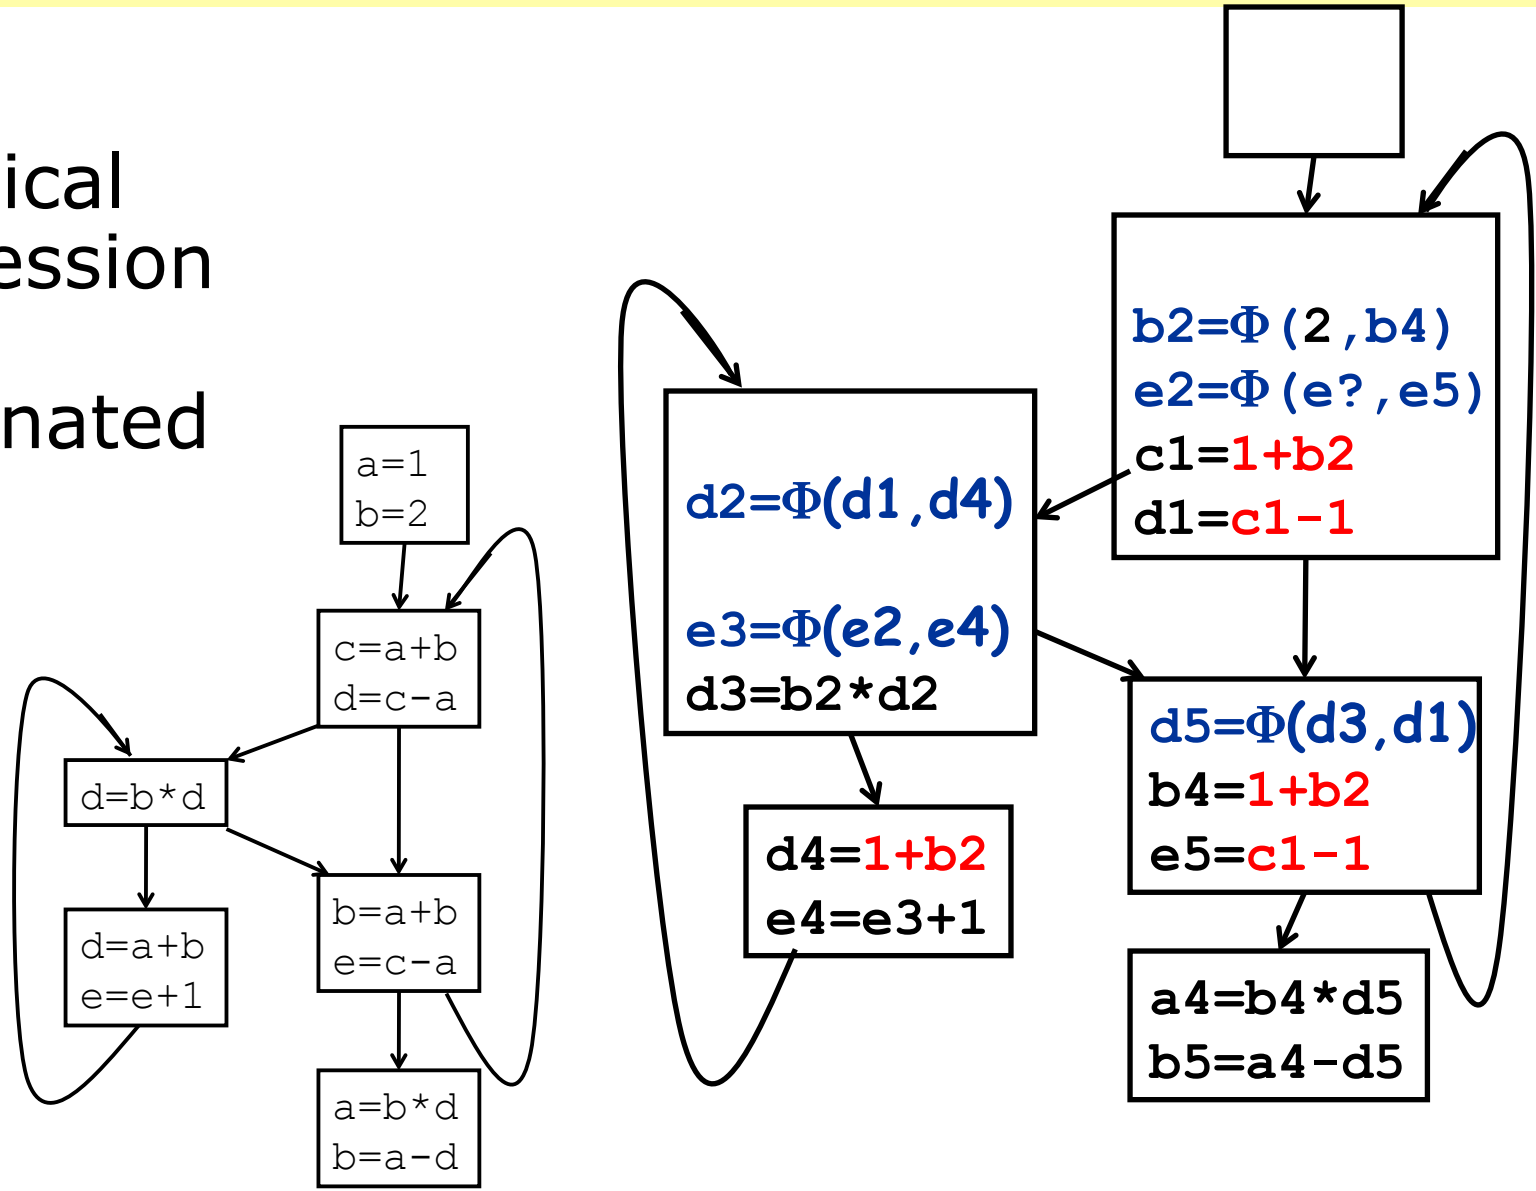 ical
ession
nated
a=1
b=2
c=a+b
d=c-a
d=b*d
d=a+b
e=e+1
b=a+b
e=c-a
a=b*d
b=a-d
b2=Φ(2,b4)
e2=Φ(e?,e5)
c1=1+b2
d1=c1-1
d2=Φ(d1,d4)
e3=Φ(e2,e4)
d3=b2*d2
d4=1+b2
e4=e3+1
d5=Φ(d3,d1)
b4=1+b2
e5=c1-1
a4=b4*d5
b5=a4-d5